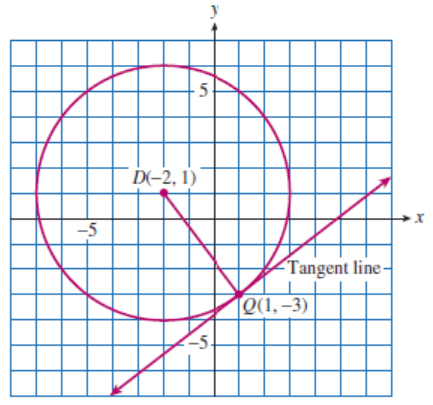 y
5
D(−2, 1)
x
−5
Tangent line
Q(1, −3)
−5